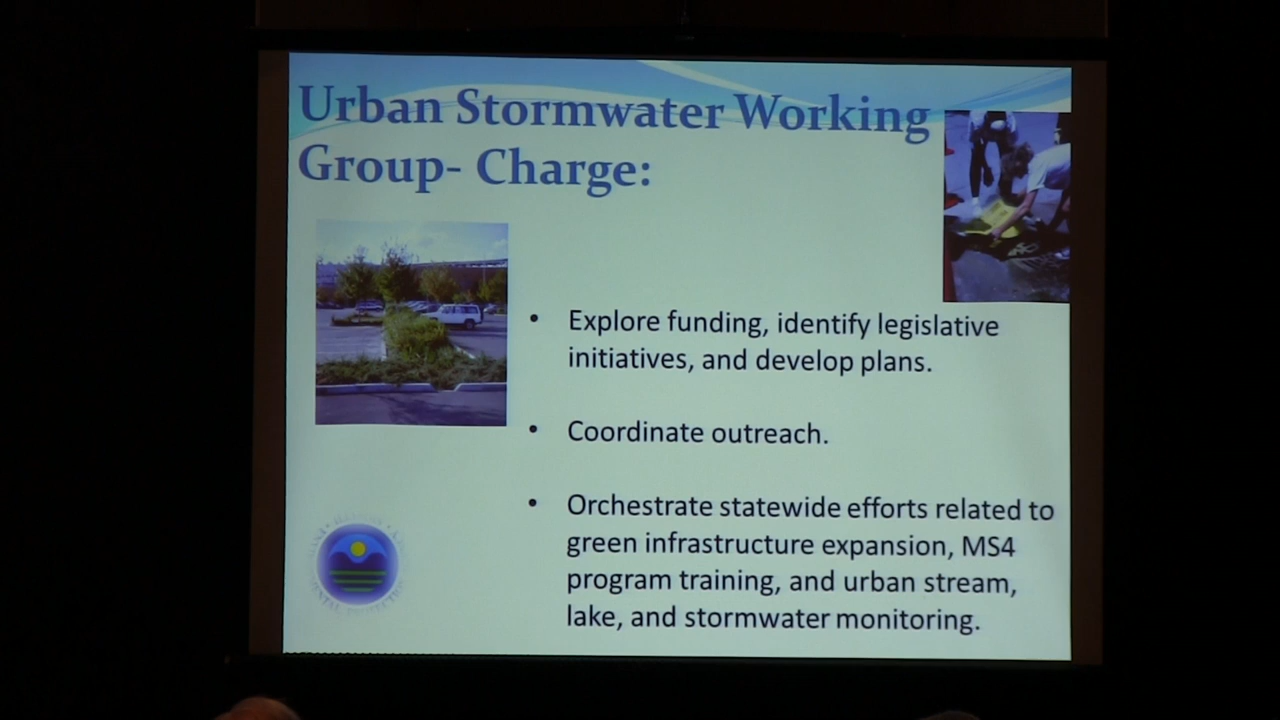 Urban Stormwater Working
Group- Charge:
• Explore funding, identify legislative
initiatives, and develop plans.
• Coordinate outreach.
• Orchestrate statewide efforts related to
green infrastructure expansion, MS4
program training, and urban stream,
lake, and stormwater monitoring.